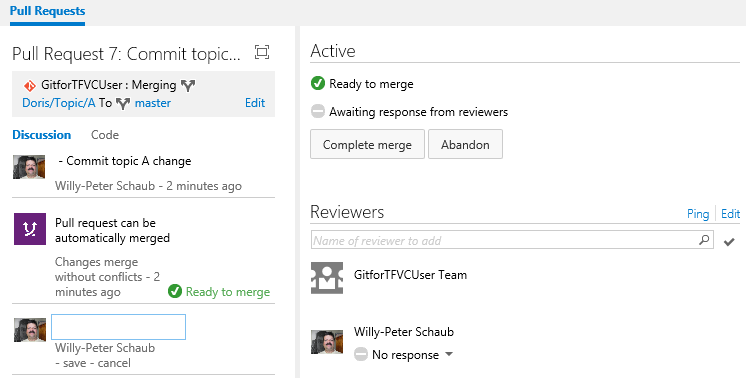 Pull Requests
Pull Request 7: Commit topic...
GitforTFVCUser : Merging
Doris/Topic/A To master Edit
Discussion Code
- Commit topic A change
Willy-Peter Schaub - 2 minutes ago
Pull request can be
automatically merged
Changes merge
without conflicts - 2
minutes ago Ready to merge
Willy-Peter Schaub
- save - cancel
Active
Ready to merge
Awaiting response from reviewers
Complete merge Abandon
Reviewers Ping Edit
Name of reviewer to add
GitforTFVCUser Team
Willy-Peter Schaub
No response